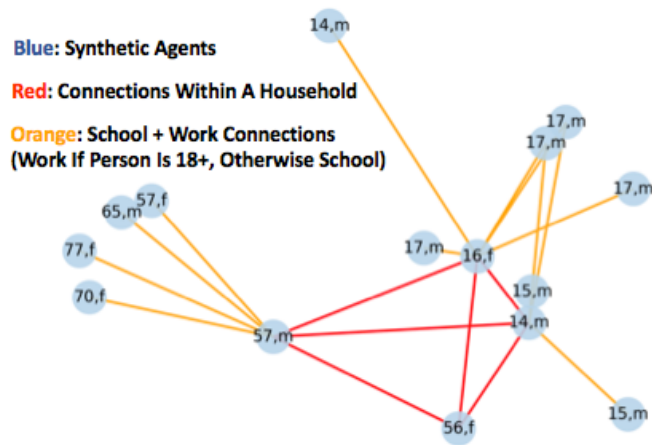 14,m
Blue: Synthetic Agents
Red: Connections Within A Household
Orange: School + Work Connections
(Work If Person Is 18+, Otherwise School)
17,m
17,m
17,m
57,f
65,m
77,f
17,m
16,f
70,f
15,m
14,m
57,m
15,m
56,f